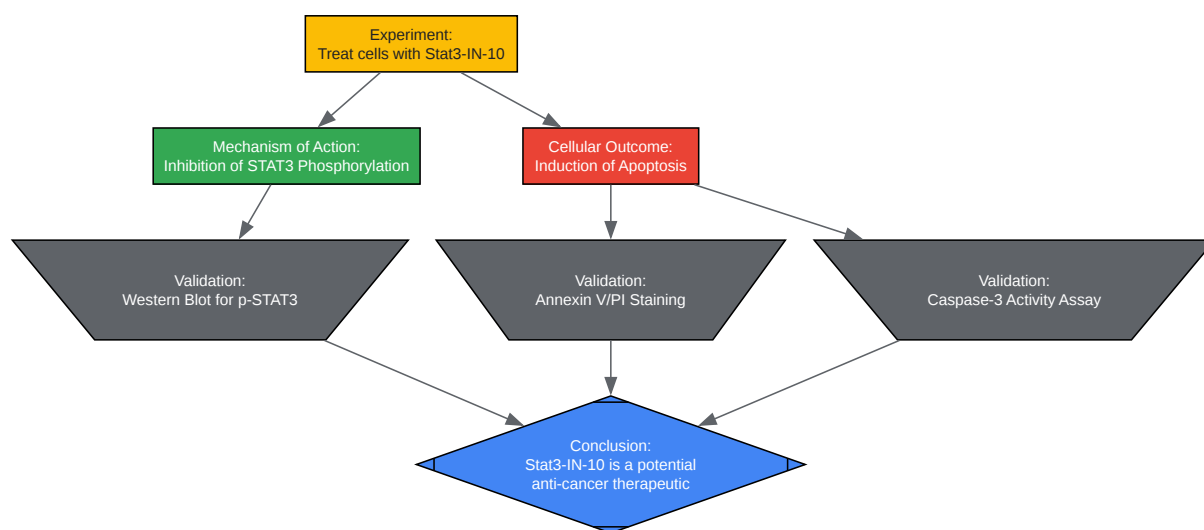 Experiment:
Treat cells with Stat3-IN-10
Mechanism of Action:
Inhibition of STAT3 Phosphorylation
Cellular Outcome:
Induction of Apoptosis
Validation:
Western Blot for p-STAT3
Validation:
Annexin V/PI Staining
Validation:
Caspase-3 Activity Assay
Conclusion:
Stat3-IN-10 is a potential
anti-cancer therapeutic